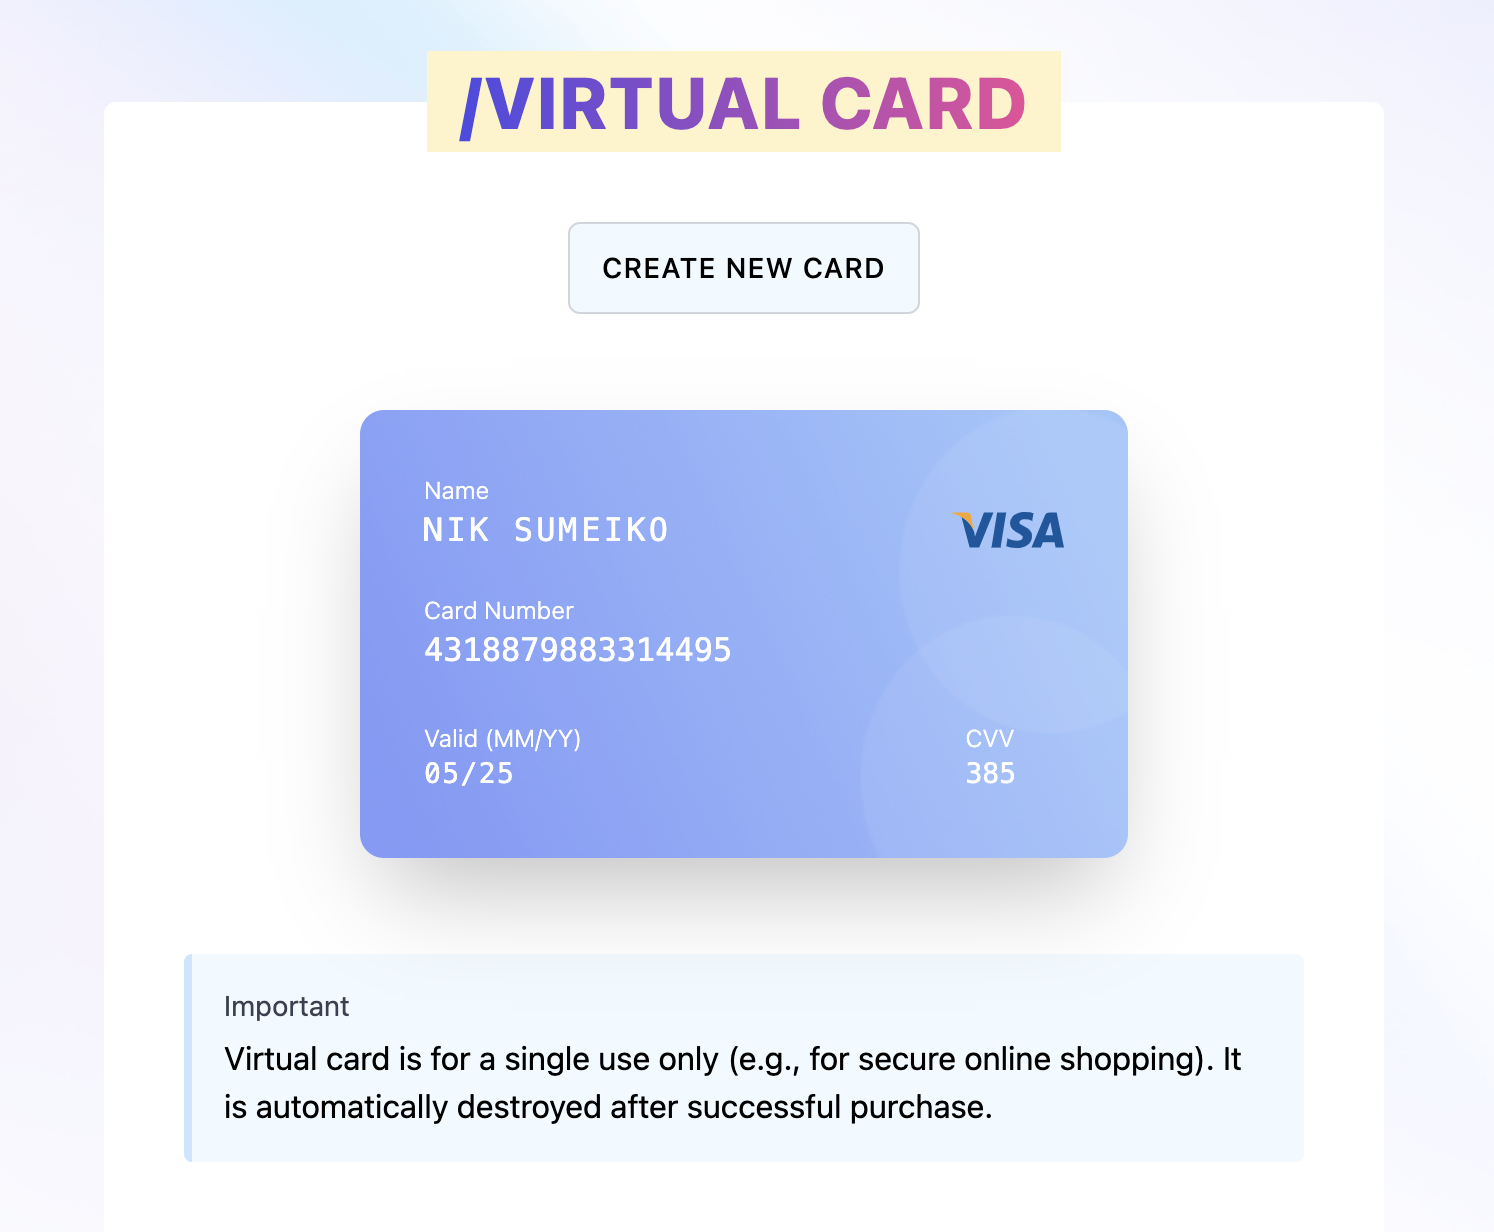 /VIRTUAL CARD
CREATE NEW CARD
Name
NIK SUMEIKO
VISA
Card Number
4318879883314495
Valid (MM/YY)
05/25
CVV
385
Important
Virtual card is for a single use only (e.g., for secure online shopping). It
is automatically destroyed after successful purchase.